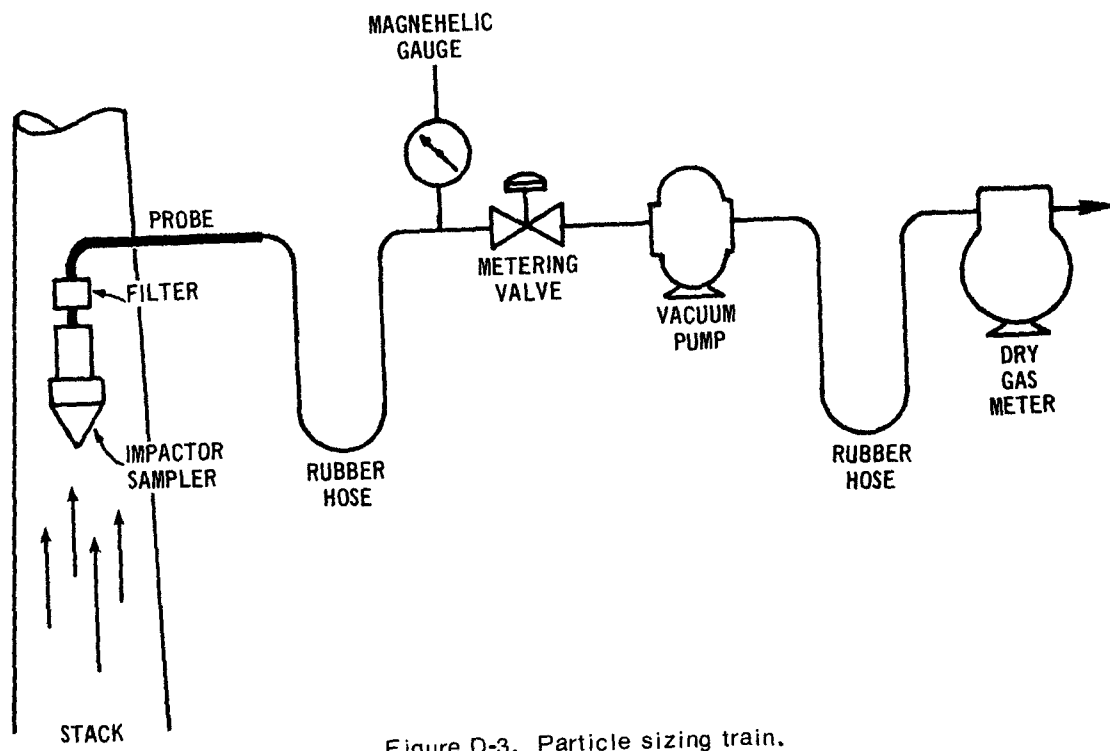 MAGNEHELIC
GAUGE
PROBE
FILTER
METERING
VALVE
VACUUM
PUMP
DRY
GAS
METER
IMPACTOR
SAMPLER
RUBBER
HOSE
RUBBER
HOSE
STACK
Figure D-3. Particle sizing train.